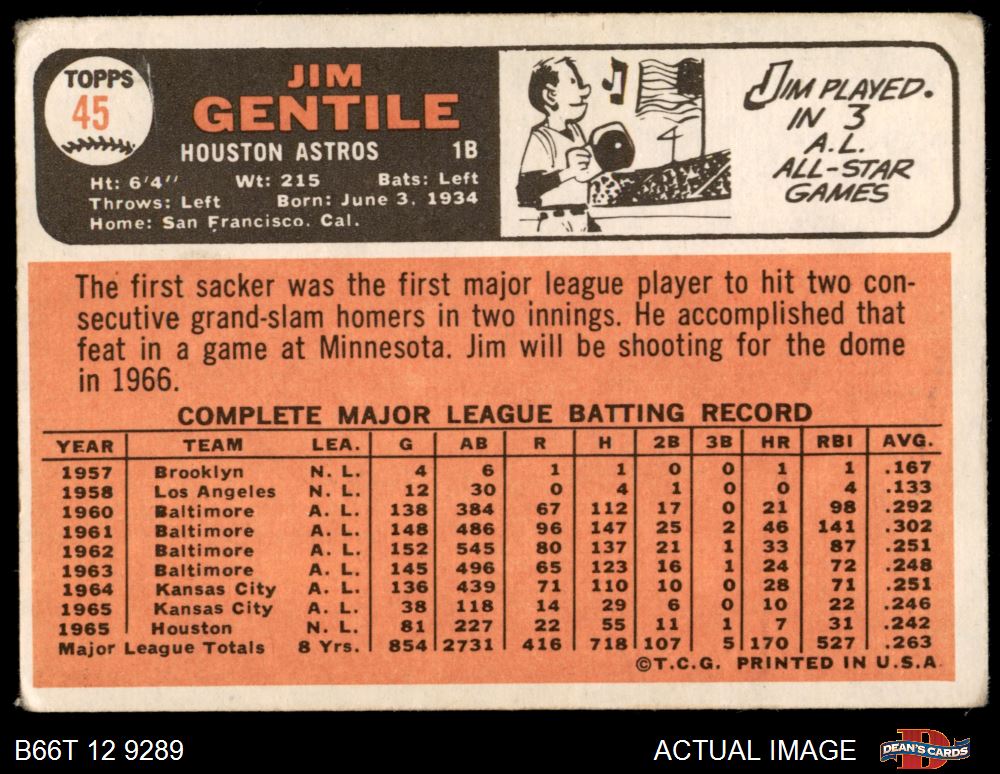 TOPPS
45
JIM
GENTILE
HOUSTON ASTROS 1B
Ht: 6'4" Wt: 215 Bats: Left
Throws: Left Born: June 3, 1934
Home: San Francisco, Cal.
JIM PLAYED.
IN 3
A.L.
ALL-STAR
GAMES
4
The first sacker was the first major league player to hit two con-
secutive grand-slam homers in two innings. He accomplished that
feat in a game at Minnesota. Jim will be shooting for the dome
in 1966.
COMPLETE MAJOR LEAGUE BATTING RECORD
YEAR TEAM LEA. G AB R H 2B 3B HR RBI AVG.
1957 Brooklyn N. L. 4 6 1 1 0 0 1 1 .167
1958 Los Angeles N. L. 12 30 0 4 1 0 0 4 .133
1960 Baltimore A. L. 138 384 67 112 17 0 21 98 .292
1961 Baltimore A. L. 148 486 96 147 25 2 46 141 .302
1962 Baltimore A. L. 152 545 80 137 21 1 33 87 .251
1963 Baltimore A. L. 145 496 65 123 16 1 24 72 .248
1964 Kansas City A. L. 136 439 71 110 10 0 28 71 .251
1965 Kansas City A. L. 38 118 14 29 6 0 10 22 .246
1965 Houston N. L. 81 227 22 55 11 1 7 31 .242
Major League Totals 8 Yrs. 854 2731 416 718 107 5 170 527 .263
©T.C.G. PRINTED IN U.S.A
B66T 12 9289 ACTUAL IMAGE
D
DEAN'S CARDS